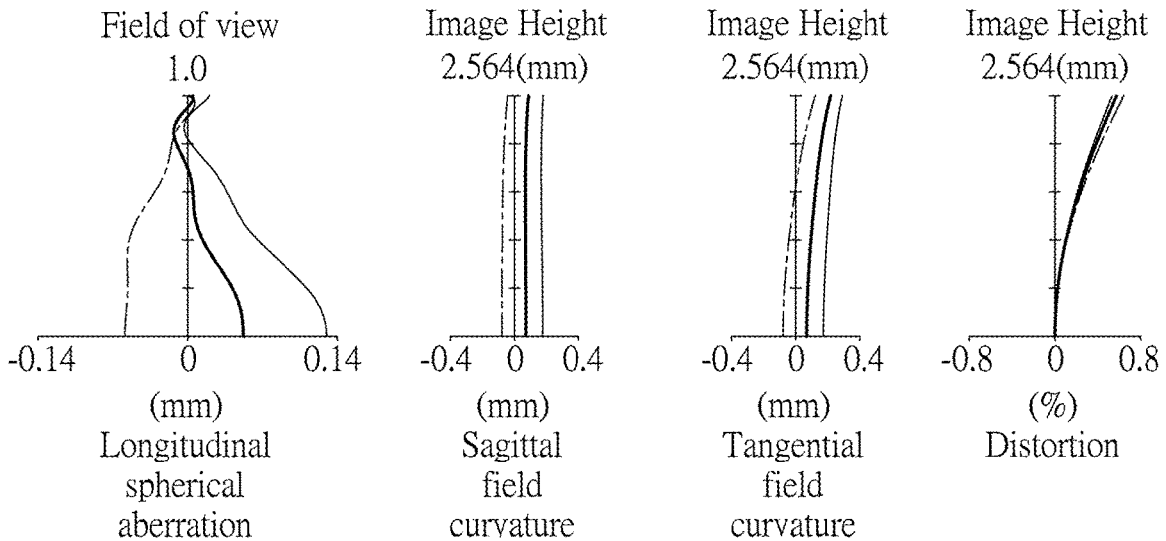 Field of view
1.0
-0.14 0 0.14
(mm)
Longitudinal
spherical
aberration
Image Height
2.564(mm)
-0.4 0 0.4
(mm)
Sagittal
field
curvature
Image Height
2.564(mm)
-0.4 0 0.4
(mm)
Tangential
field
curvature
Image Height
2.564(mm)
-0.8 0 0.8
(%)
Distortion